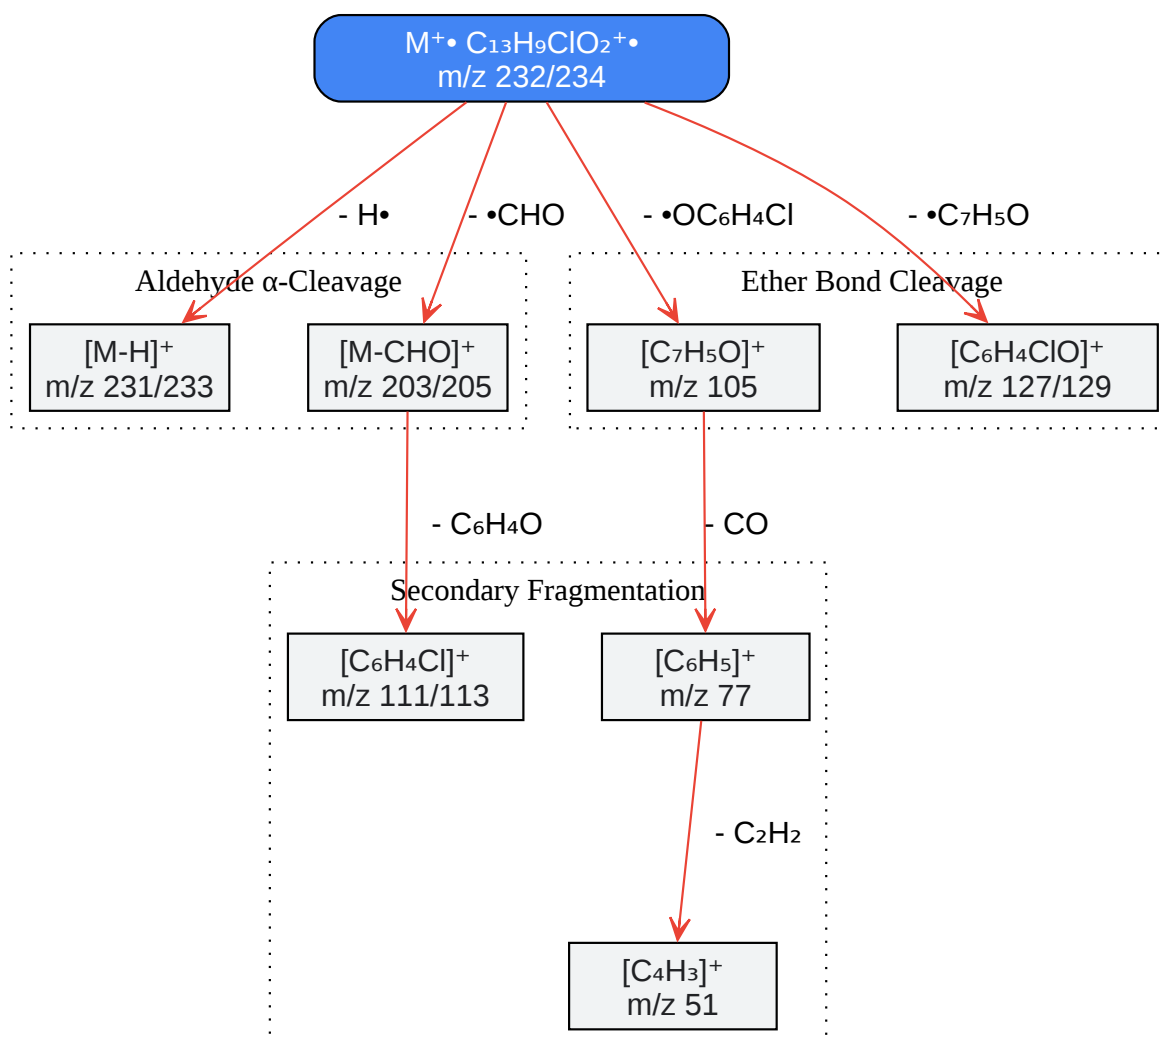 M⁺• C₁₃H₉ClO₂⁺•
m/z 232/234
- H•
- •CHO
- •OC₆H₄Cl
- •C₇H₅O
Aldehyde α-Cleavage
Ether Bond Cleavage
[M-H]⁺
m/z 231/233
[M-CHO]⁺
m/z 203/205
[C₇H₅O]⁺
m/z 105
[C₆H₄ClO]⁺
m/z 127/129
- C₆H₄O
- CO
Secondary Fragmentation
[C₆H₄Cl]⁺
m/z 111/113
[C₆H₅]⁺
m/z 77
- C₂H₂
[C₄H₃]⁺
m/z 51